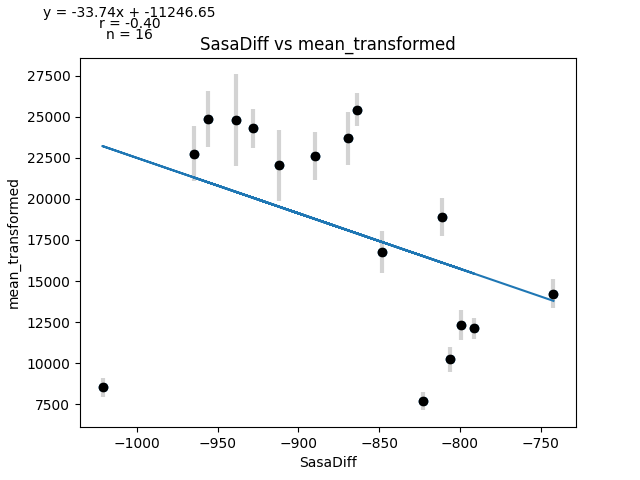 y = -33.74x + -11246.65
r = -0.40
n = 16
SasaDiff vs mean_transformed
27500
25000
22500
20000
17500
15000
12500
10000
7500
mean_transformed
−1000
−950
−900
−850
−800
−750
SasaDiff